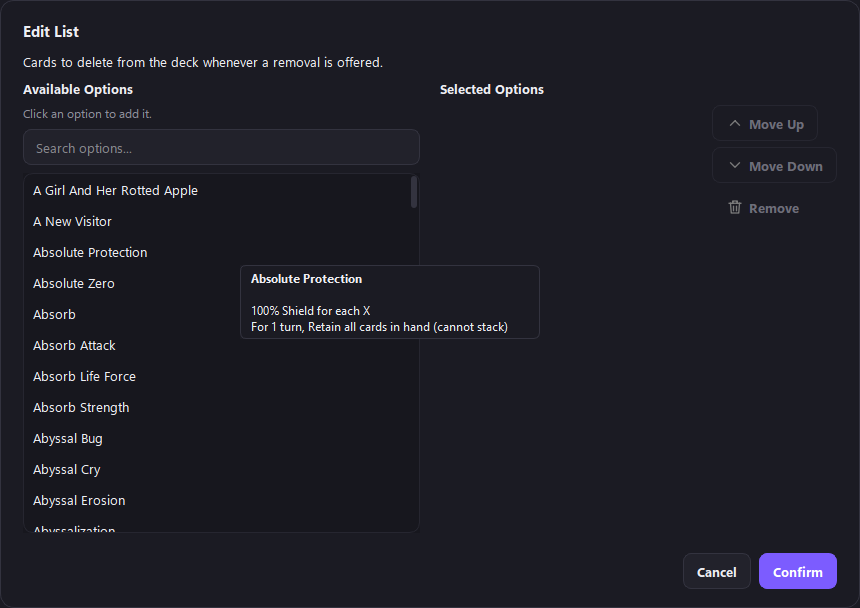 Edit List
Cards to delete from the deck whenever a removal is offered.
Available Options
Click an option to add it.
Search options...
A Girl And Her Rotted Apple
A New Visitor
Absolute Protection
Absolute Zero
Absorb
Absorb Attack
Absorb Life Force
Absorb Strength
Abyssal Bug
Abyssal Cry
Abyssal Erosion
Abyssalization
Absolute Protection
100% Shield for each X
For 1 turn, Retain all cards in hand (cannot stack)
Selected Options
Move Up
Move Down
Remove
Cancel
Confirm